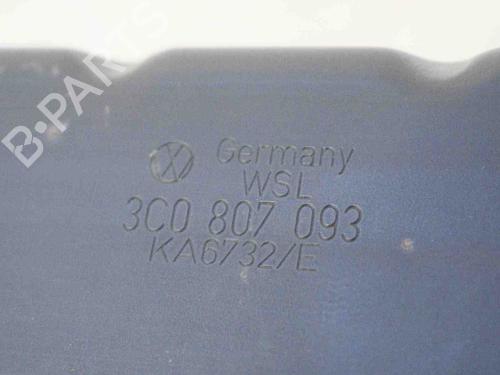 B-PARTS
Germany
WSL
3C0 807 093
KA6732/E